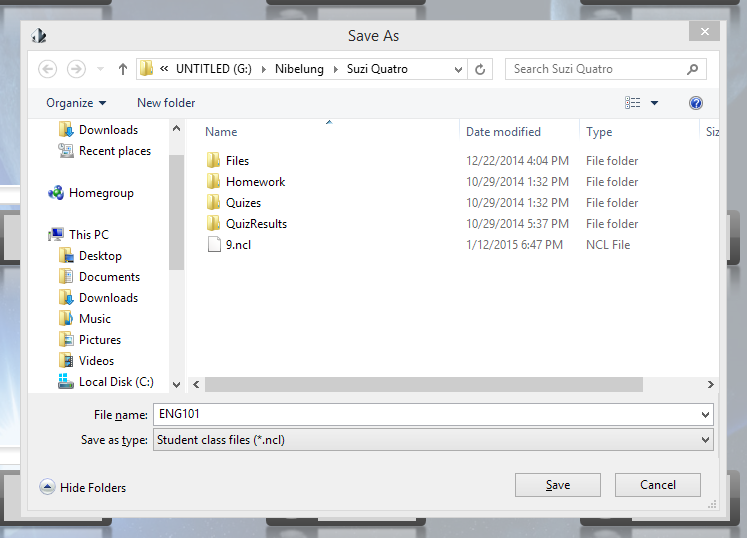 Save As
« UNTITLED (G:) Nibelung Suzi Quatro Search Suzi Quatro
Organize New folder
Downloads
Recent places
Homegroup
This PC
Desktop
Documents
Downloads
Music
Pictures
Videos
Local Disk (C:)
Name Date modified Type Siz
Files 12/22/2014 4:04 PM File folder
Homework 10/29/2014 1:32 PM File folder
Quizes 10/29/2014 1:32 PM File folder
QuizResults 10/29/2014 5:37 PM File folder
9.ncl 1/12/2015 6:47 PM NCL File
File name: ENG101
Save as type: Student class files (*.ncl)
Hide Folders Save Cancel